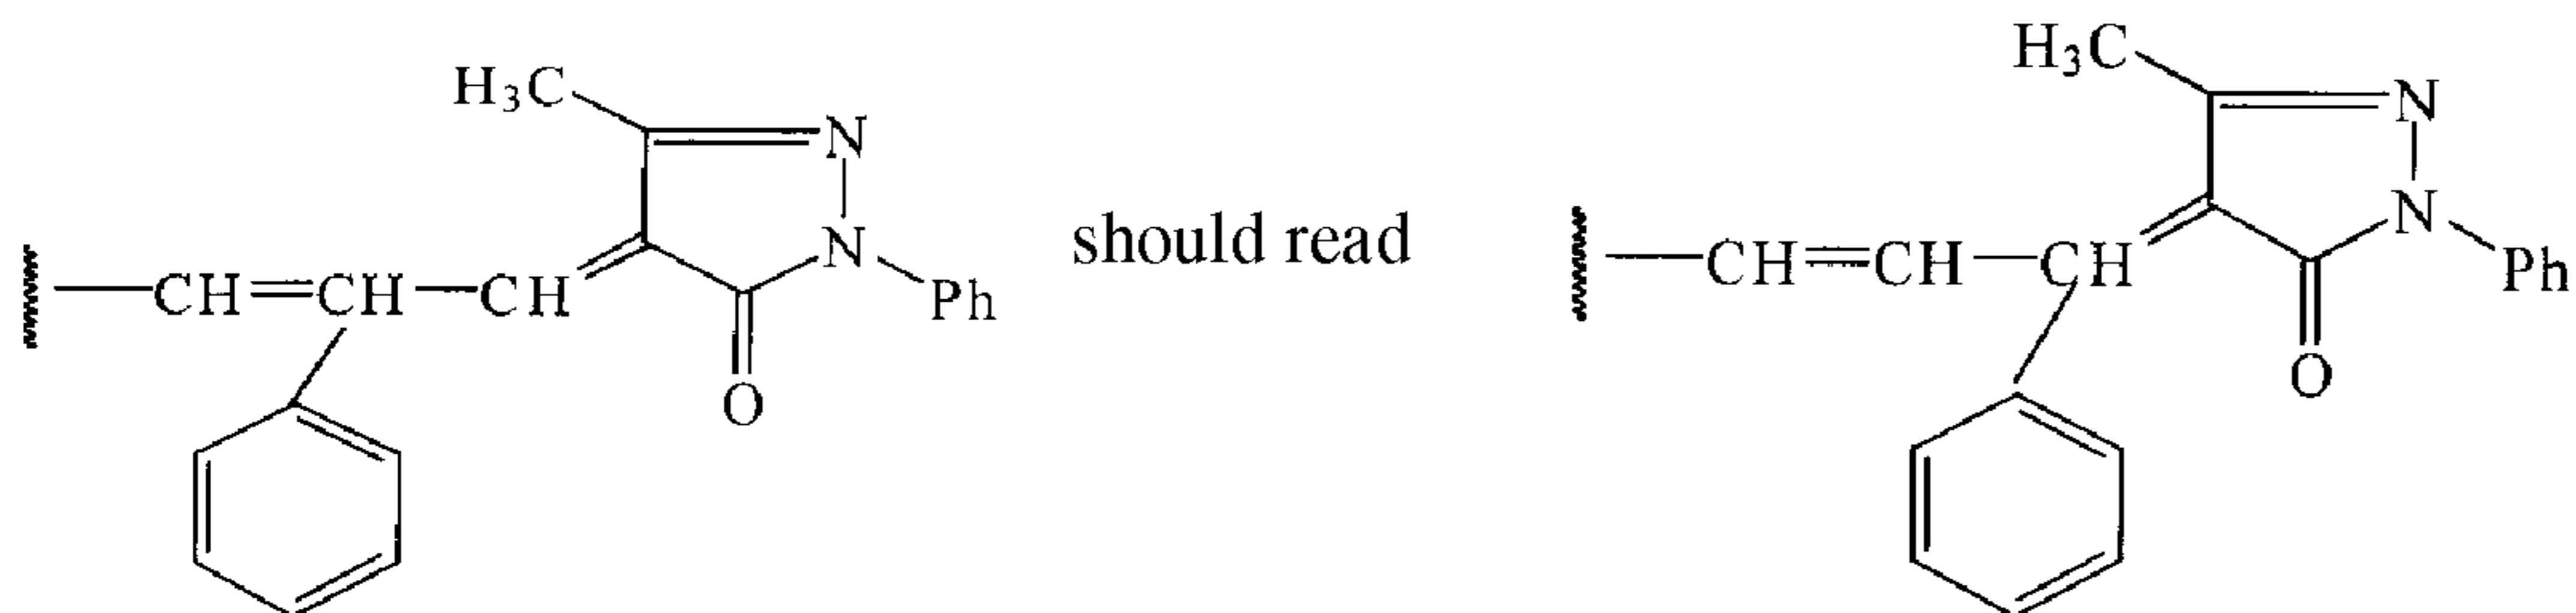 H₃C
N
N
Ph
CH=CH—CH
O
should read
H₃C
N
N
Ph
CH=CH—CH
O